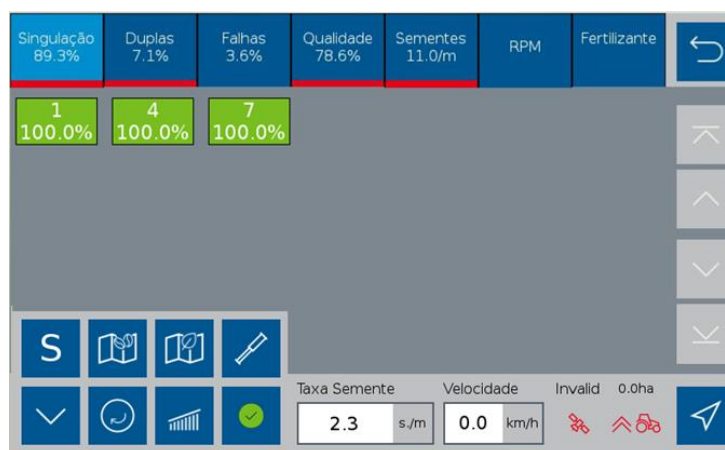 Singulação
89.3%
Duplas
7.1%
Falhas
3.6%
Qualidade
78.6%
Sementes
11.0/m
RPM
Fertilizante
1
100.0%
4
100.0%
7
100.0%
S
Taxa Semente
Velocidade
Invalid 0.0ha
2.3 s./m
0.0 km/h